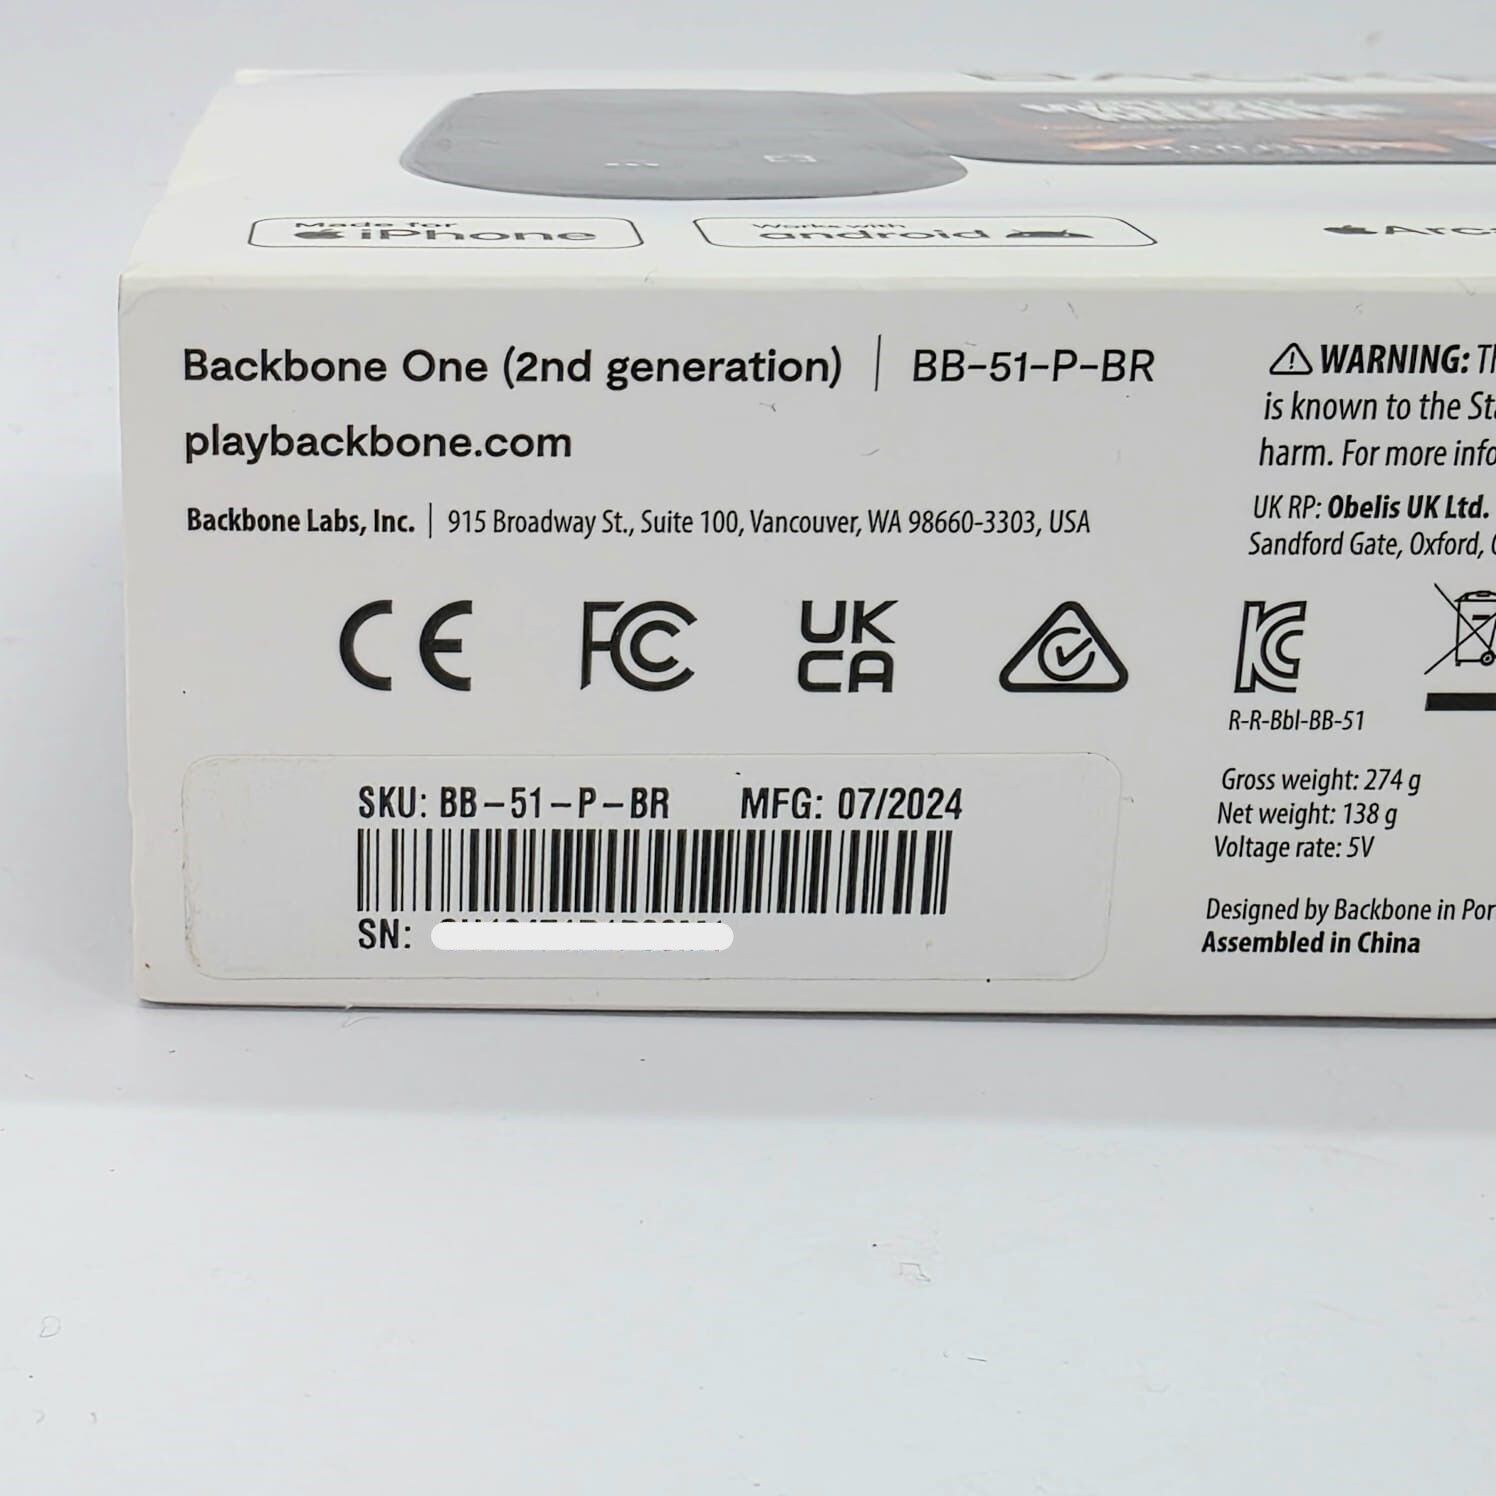 Made for
iPhone
Works with
android
Backbone One (2nd generation) | BB-51-P-BR
playbackbone.com
Backbone Labs, Inc. | 915 Broadway St., Suite 100, Vancouver, WA 98660-3303, USA
CE FC UK CA
SKU: BB-51-P-BR MFG: 07/2024
SN:
WARNING:
is known to the
harm. For more
UK RP: Obelis UK Ltd.
Sandford Gate, Oxford,
R-R-Bbl-BB-51
Gross weight: 274 g
Net weight: 138 g
Voltage rate: 5V
Designed by Backbone in
Assembled in China